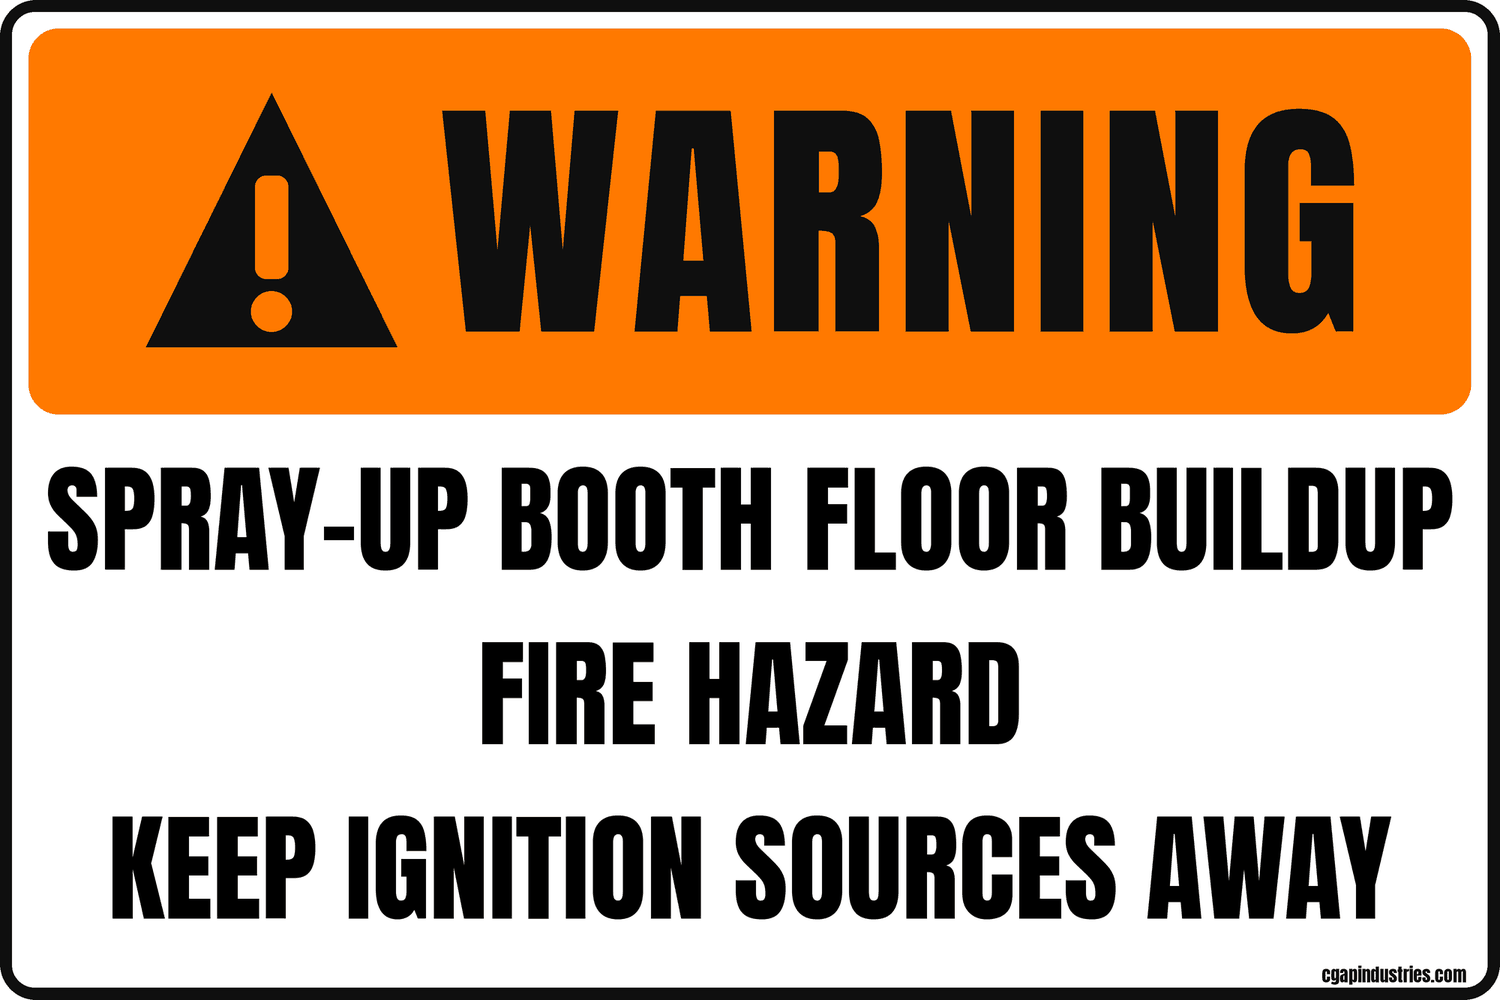 WARNING
SPRAY-UP BOOTH FLOOR BUILDUP
FIRE HAZARD
KEEP IGNITION SOURCES AWAY
cgapindustries.com